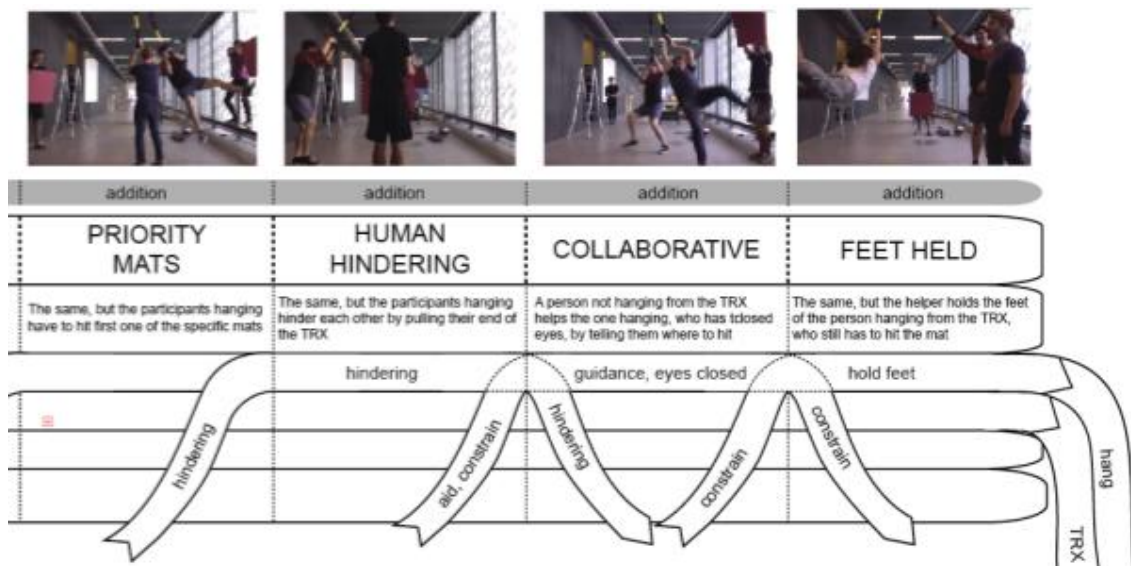 addition
addition
addition
addition
PRIORITY
MATS
HUMAN
HINDERING
COLLABORATIVE
FEET HELD
The same, but the participants hanging
have to hit first one of the specific mats
The same, but the participants hanging
hinder each other by pulling their end of
the TRX
A person not hanging from the TRX
helps the one hanging, who has tclosed
eyes, by telling them where to hit
The same, but the helper holds the feet
of the person hanging from the TRX,
who still has to hit the mat
hindering
guidance, eyes closed
hold feet
hindering
aid, constrain
hindering
constrain
constrain
hang
TRX